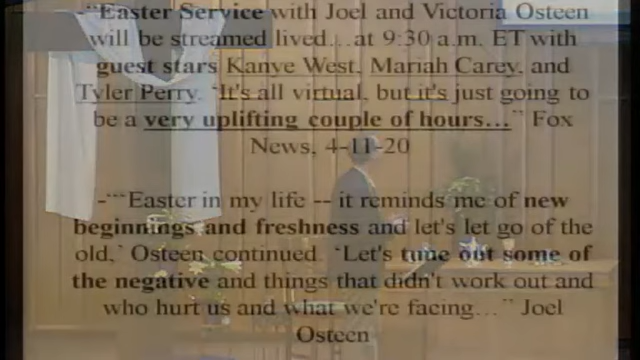 -“Easter Service with Joel and Victoria Osteen
will be streamed lived…at 9:30 a.m. ET with
guest stars Kanye West, Mariah Carey, and
Tyler Perry. ‘It's all virtual, but it's just going to
be a very uplifting couple of hours…” Fox
News, 4-11-20
-“‘Easter in my life -- it reminds me of new
beginnings and freshness and let's let go of the
old,’ Osteen continued. ‘Let's tune out some of
the negative and things that didn't work out and
who hurt us and what we're facing…” Joel
Osteen